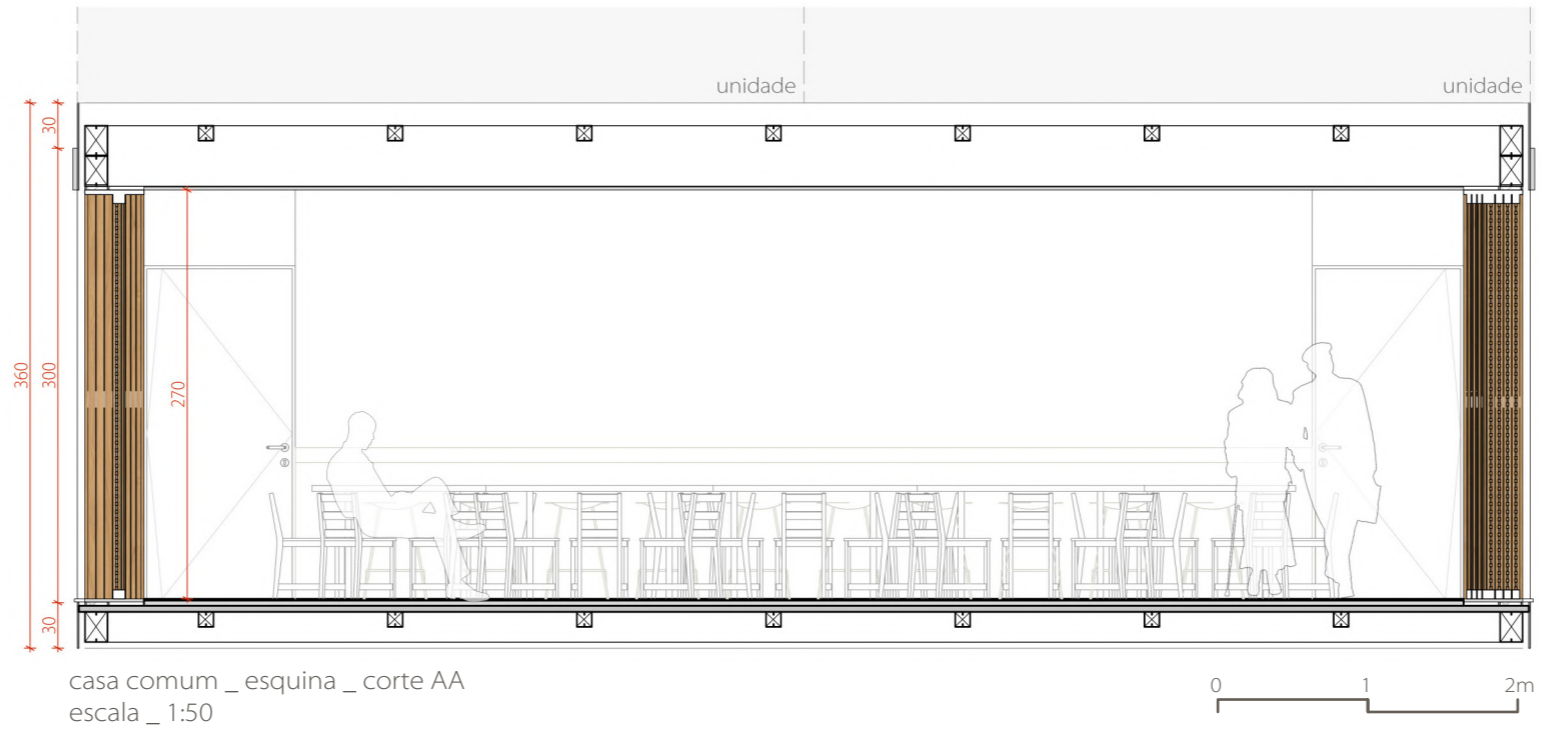 unidade
unidade
30
360
300
270
30
casa comum _ esquina _ corte AA
escala _ 1:50
0 1 2m